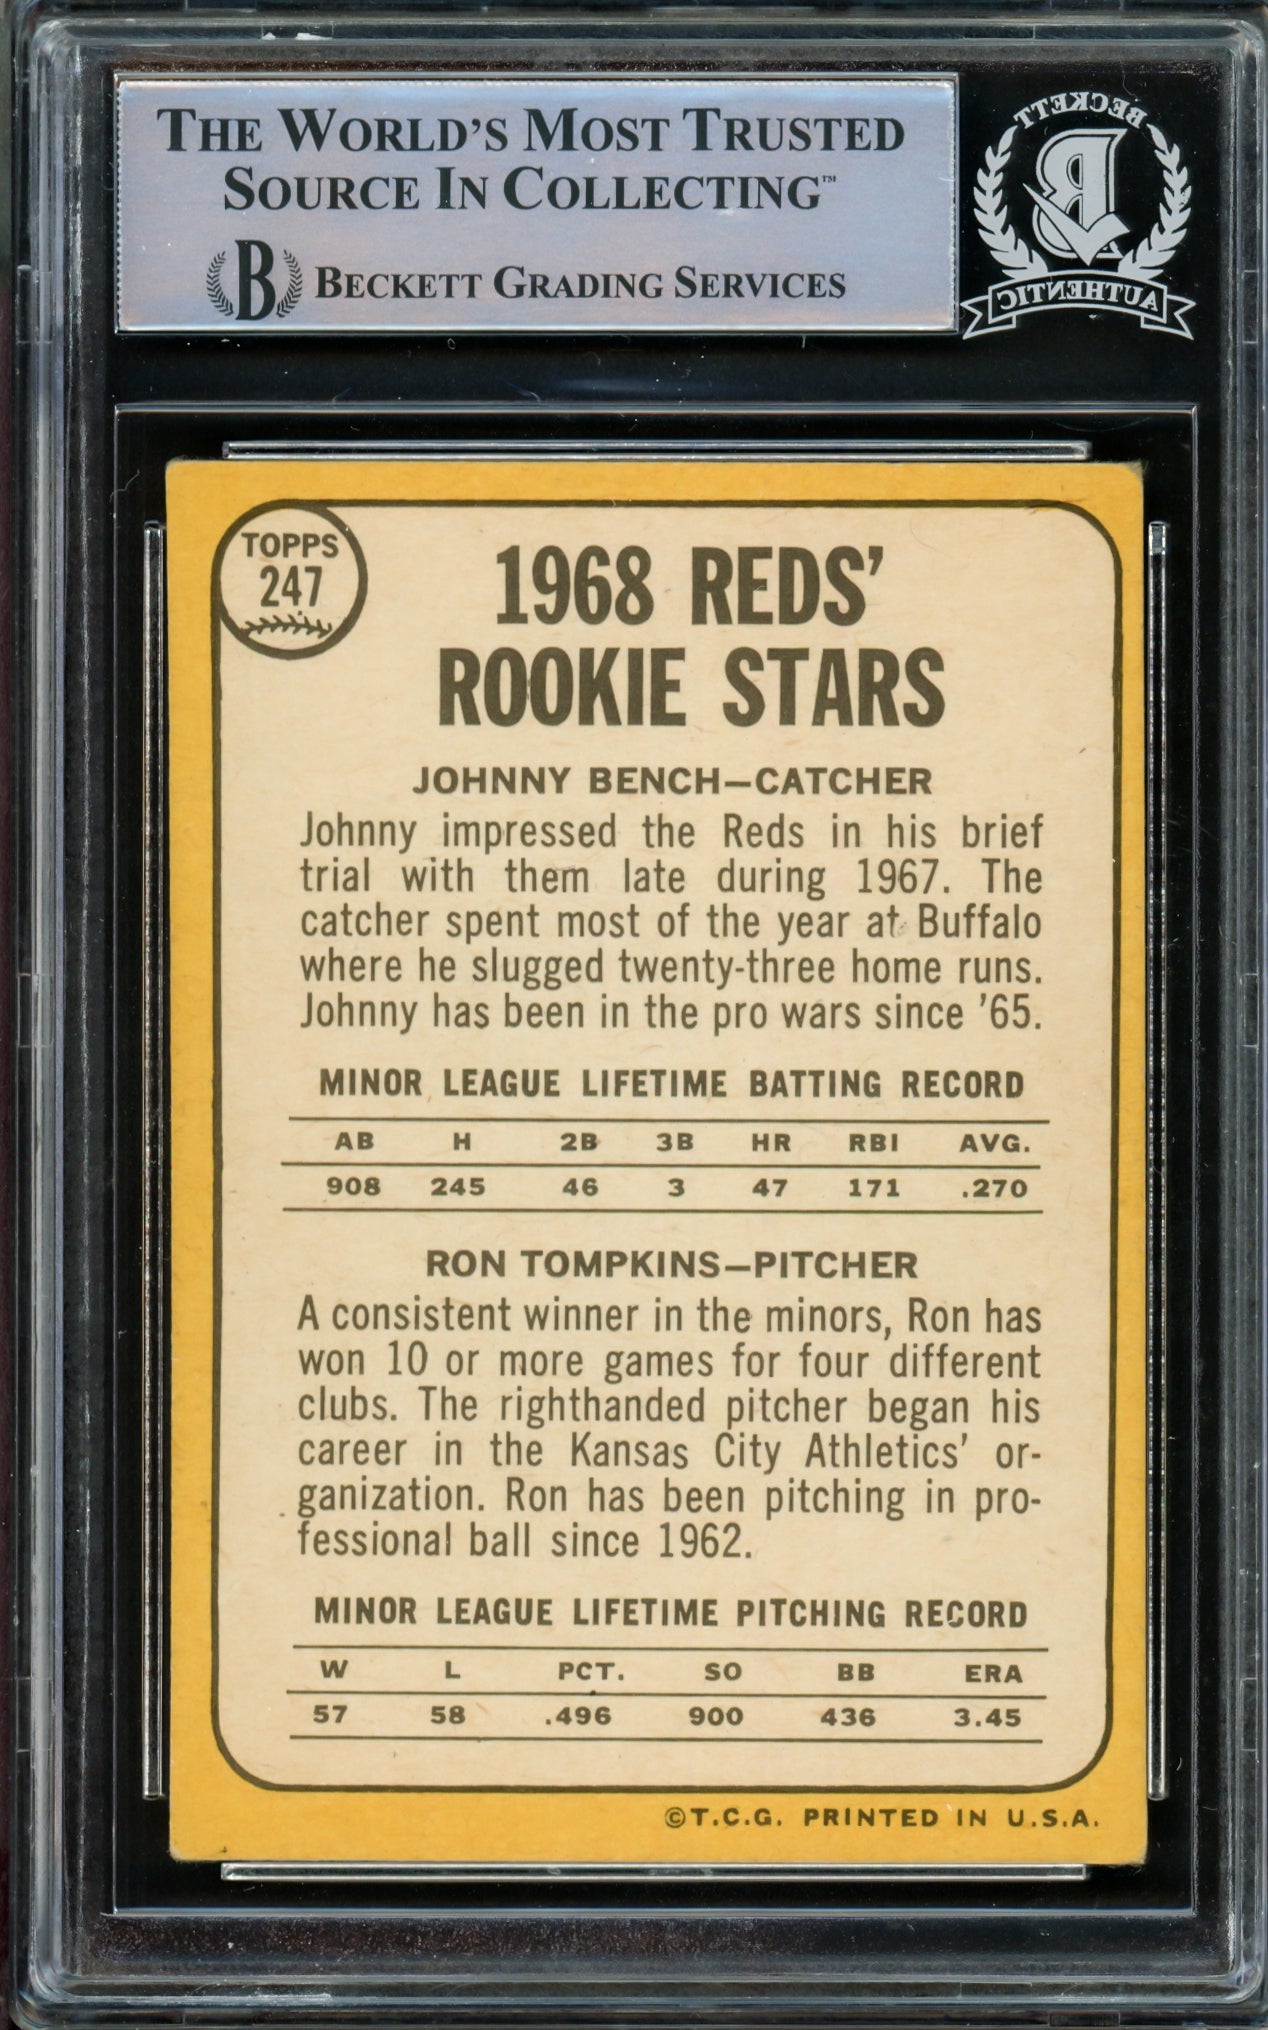 THE WORLD'S MOST TRUSTED
SOURCE IN COLLECTING™
B BECKETT GRADING SERVICES
BECKETT
B
AUTHENTIC
TOPPS
247
1968 REDS'
ROOKIE STARS
JOHNNY BENCH—CATCHER
Johnny impressed the Reds in his brief
trial with them late during 1967. The
catcher spent most of the year at Buffalo
where he slugged twenty-three home runs.
Johnny has been in the pro wars since '65.
MINOR LEAGUE LIFETIME BATTING RECORD
AB H 2B 3B HR RBI AVG.
908 245 46 3 47 171 .270
RON TOMPKINS—PITCHER
A consistent winner in the minors, Ron has
won 10 or more games for four different
clubs. The righthanded pitcher began his
career in the Kansas City Athletics' or-
ganization. Ron has been pitching in pro-
fessional ball since 1962.
MINOR LEAGUE LIFETIME PITCHING RECORD
W L PCT. SO BB ERA
57 58 .496 900 436 3.45
©T.C.G. PRINTED IN U.S.A.